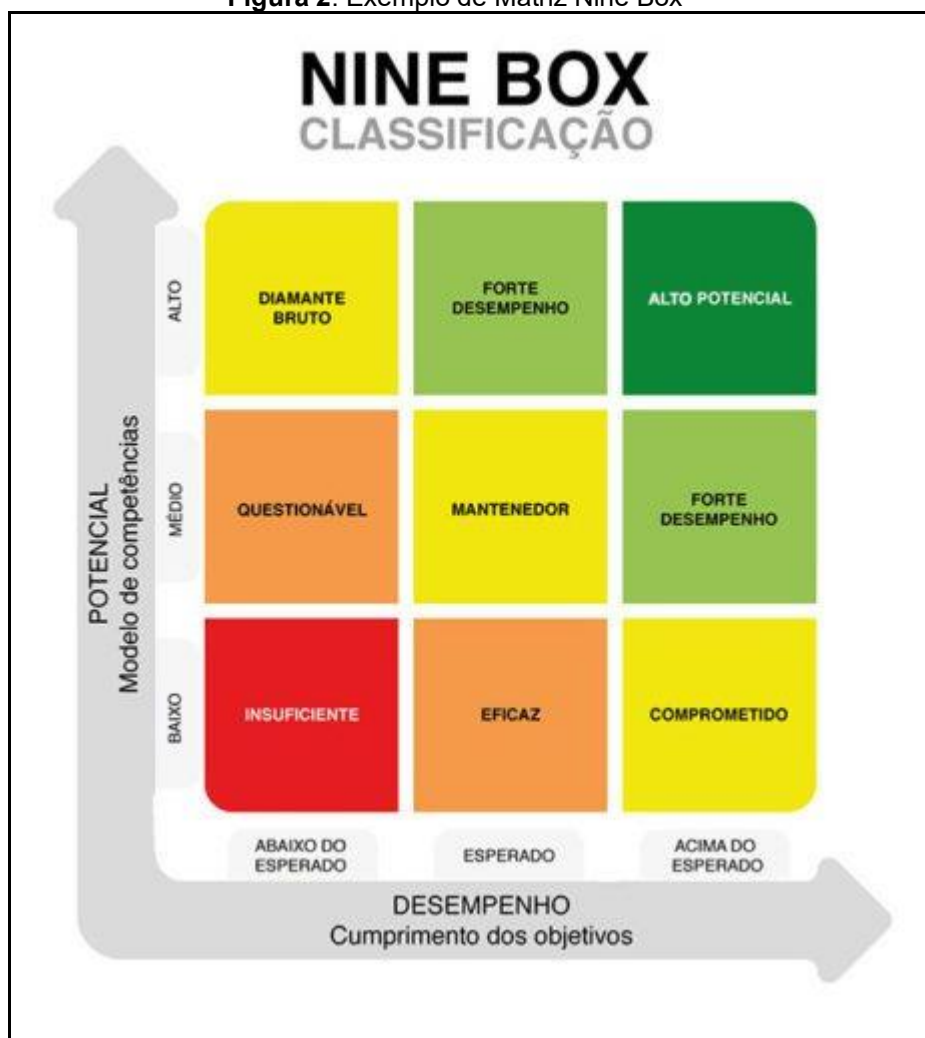 Figura 2. Exemplo de Matriz Nine Box
NINE BOX
CLASSIFICAÇÃO
POTENCIAL
Modelo de competências
ALTO
DIAMANTE
BRUTO
FORTE
DESEMPENHO
ALTO POTENCIAL
MÉDIO
QUESTIONÁVEL
MANTENEDOR
FORTE
DESEMPENHO
BAIXO
INSUFICIENTE
EFICAZ
COMPROMETIDO
ABAIXO DO
ESPERADO
ESPERADO
ACIMA DO
ESPERADO
DESEMPENHO
Cumprimento dos objetivos